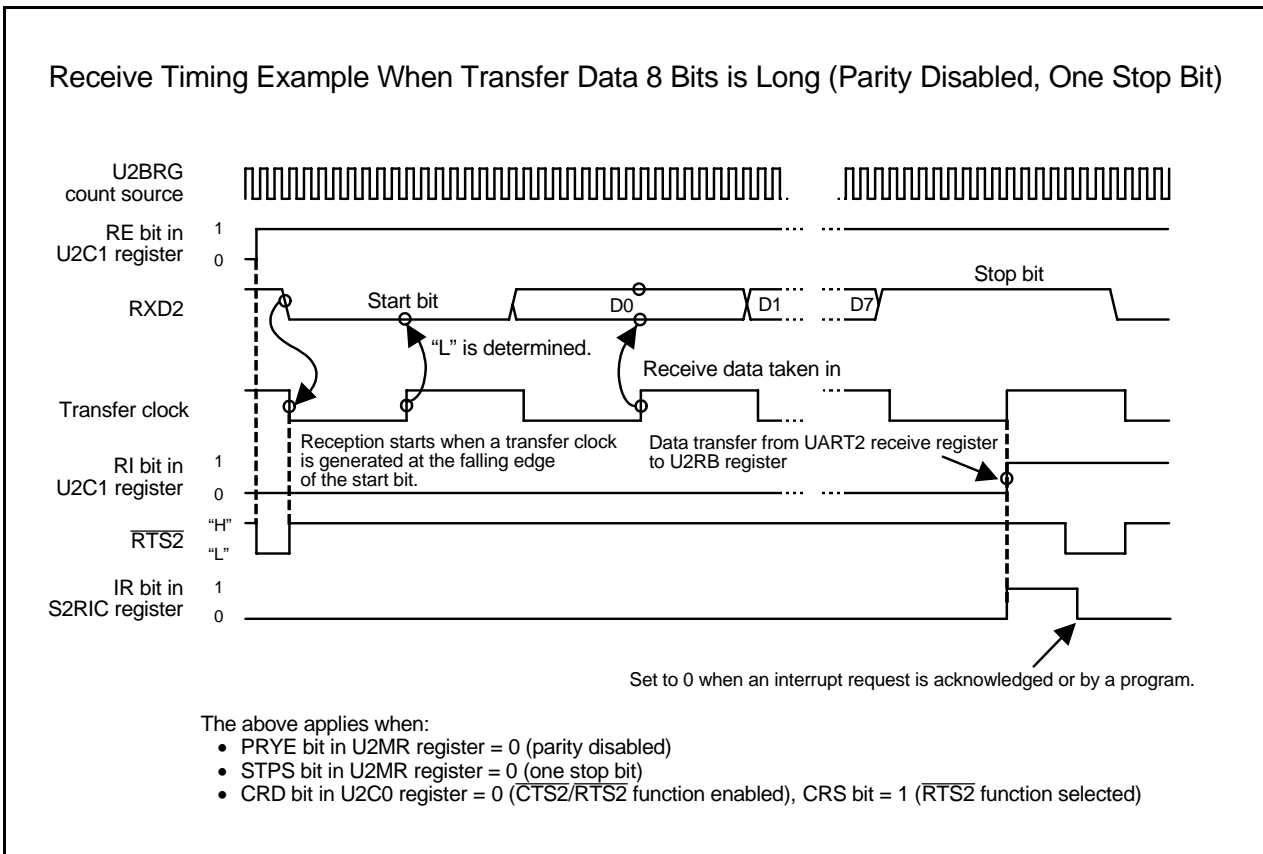 Receive Timing Example When Transfer Data 8 Bits is Long (Parity Disabled, One Stop Bit)
U2BRG
count source
RE bit in
U2C1 register
1
0
RXD2
Start bit
D0
D1
D7
Stop bit
“L” is determined.
Receive data taken in
Transfer clock
Reception starts when a transfer clock
is generated at the falling edge
of the start bit.
Data transfer from UART2 receive register
to U2RB register
RI bit in
U2C1 register
1
0
RTS2
“H”
“L”
IR bit in
S2RIC register
1
0
Set to 0 when an interrupt request is acknowledged or by a program.
The above applies when:
• PRYE bit in U2MR register = 0 (parity disabled)
• STPS bit in U2MR register = 0 (one stop bit)
• CRD bit in U2C0 register = 0 (CTS2/RTS2 function enabled), CRS bit = 1 (RTS2 function selected)